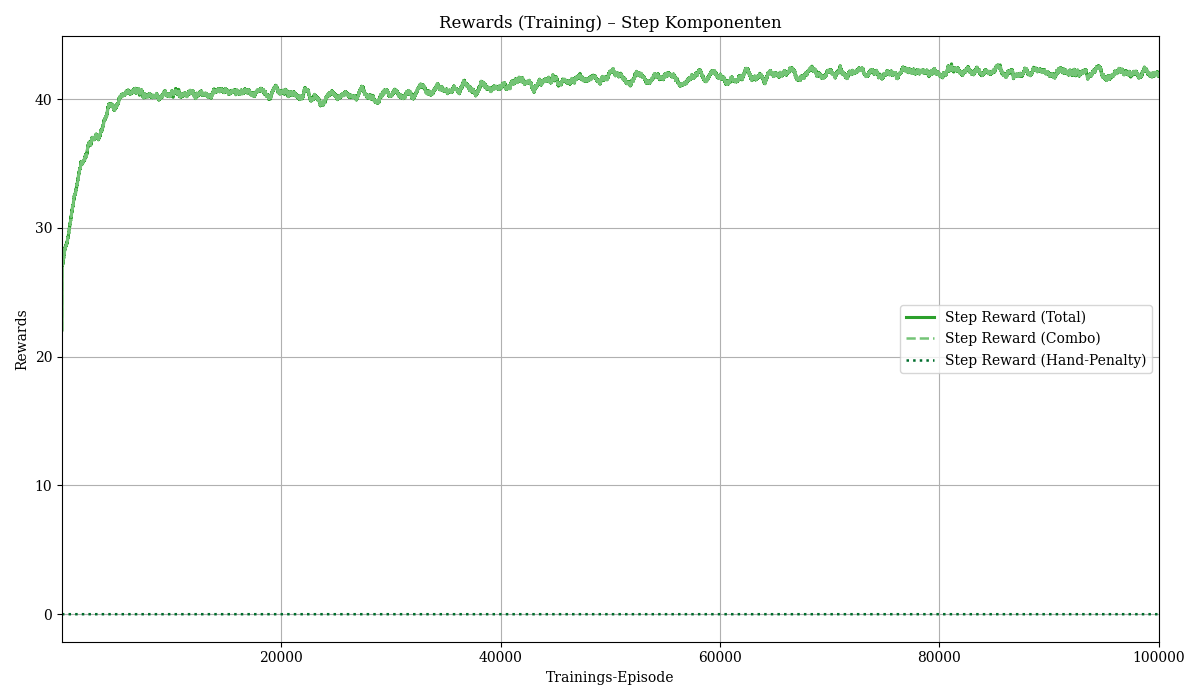 Rewards (Training) – Step Komponenten
Rewards
40
30
20
10
0
Step Reward (Total)
Step Reward (Combo)
Step Reward (Hand-Penalty)
20000
40000
60000
80000
100000
Trainings-Episode